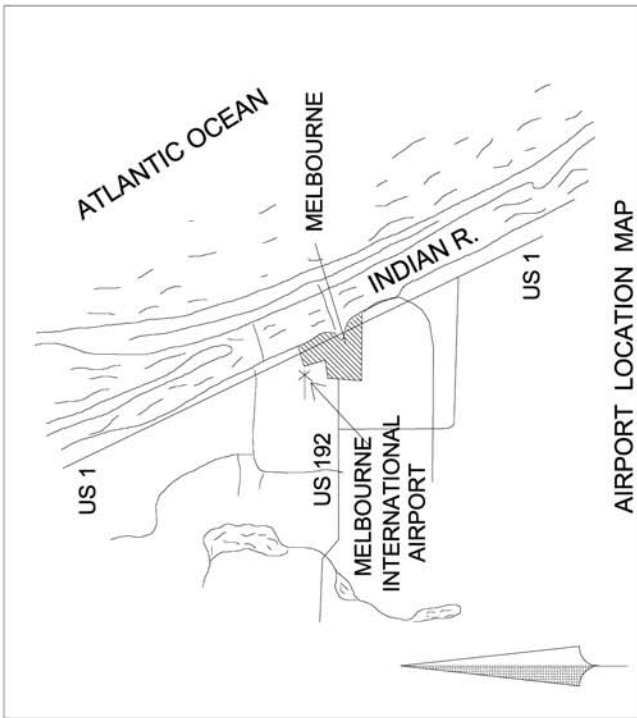 ATLANTIC OCEAN
MELBOURNE
INDIAN R.
US 1
US 1
US 192
MELBOURNE
INTERNATIONAL
AIRPORT
AIRPORT LOCATION MAP